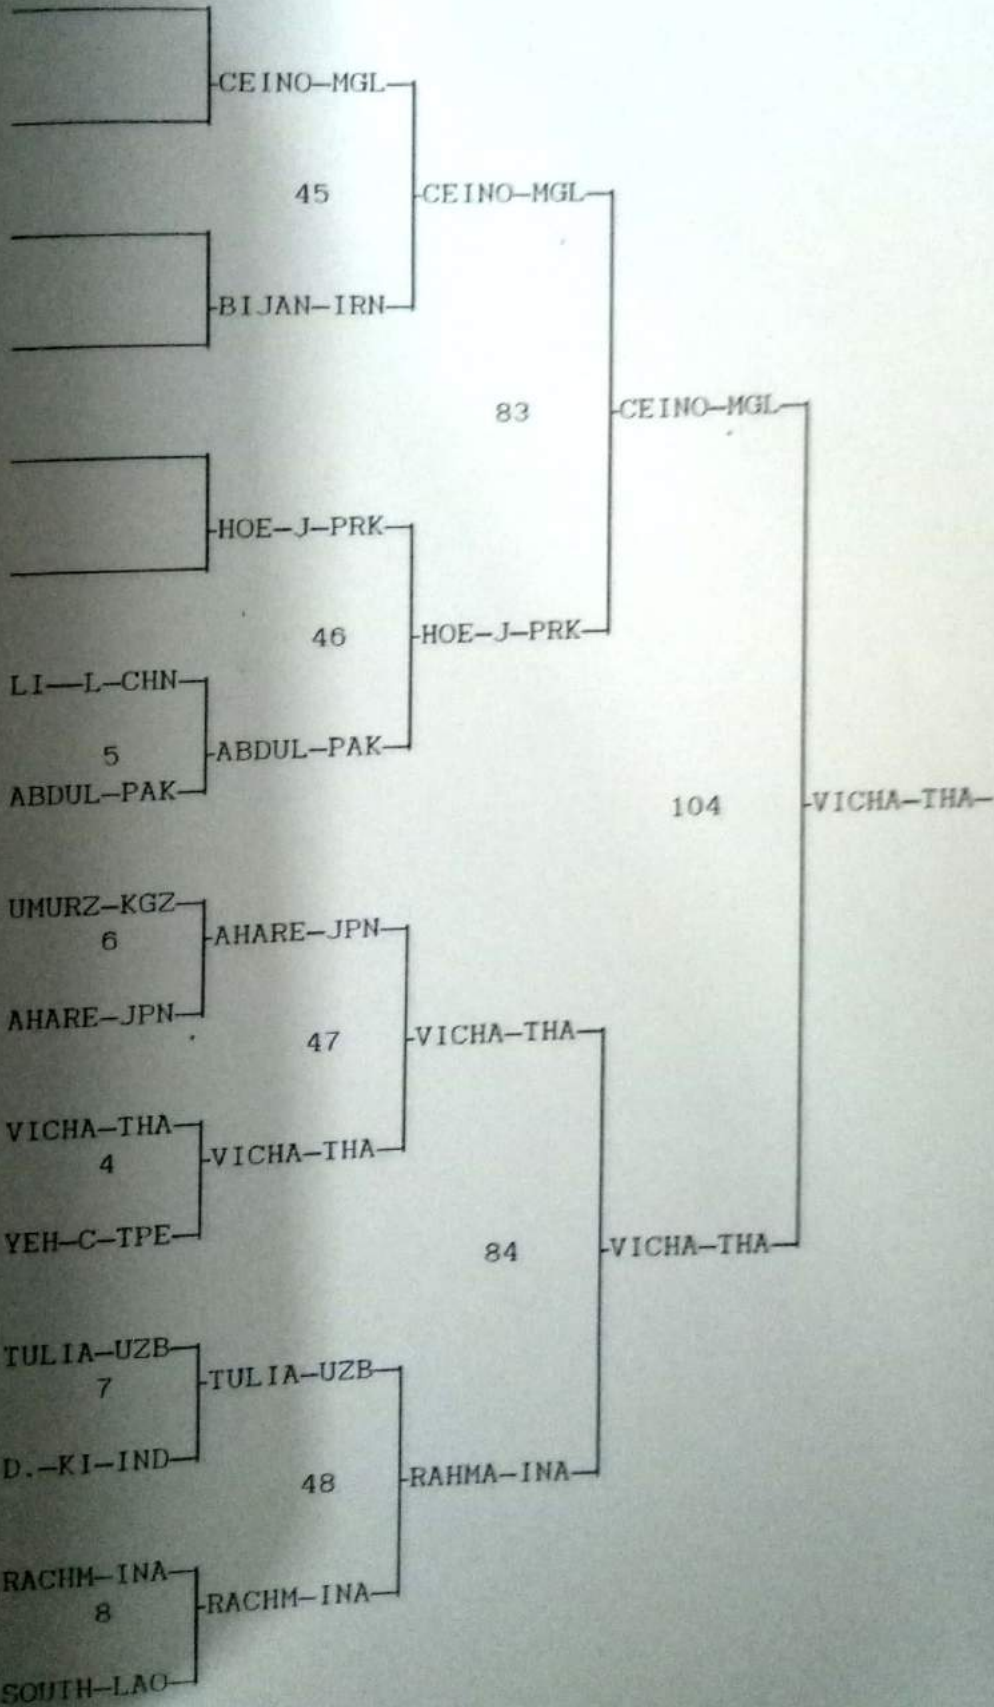 CEINO-MGL
45
CEINO-MGL
BIJAN-IRN
83
CEINO-MGL
HOE-J-PRK
46
HOE-J-PRK
LI--L-CHN
5
ABDUL-PAK
ABDUL-PAK
104
VICHA-THA
UMURZ-KGZ
6
AHARE-JPN
AHARE-JPN
47
VICHA-THA
VICHA-THA
4
VICHA-THA
YEH-C-TPE
84
VICHA-THA
TULIA-UZB
7
TULIA-UZB
D.-KI-IND
48
RAHMA-INA
RACHM-INA
8
RACHM-INA
SOUTH-LAO